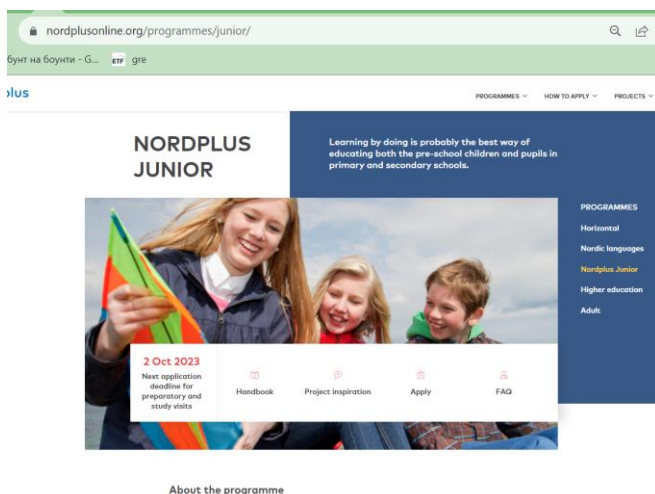 nordplusonline.org/programmes/junior/
бунт на боунти - G... ETF gre
plus
PROGRAMMES HOW TO APPLY PROJECTS
NORDPLUS
JUNIOR
Learning by doing is probably the best way of
educating both the pre-school children and pupils in
primary and secondary schools.
PROGRAMMES
Horizontal
Nordic languages
Nordplus Junior
Higher education
Adult
2 Oct 2023
Next application
deadline for
preparatory and
study visits
Handbook
Project inspiration
Apply
FAQ
About the programme